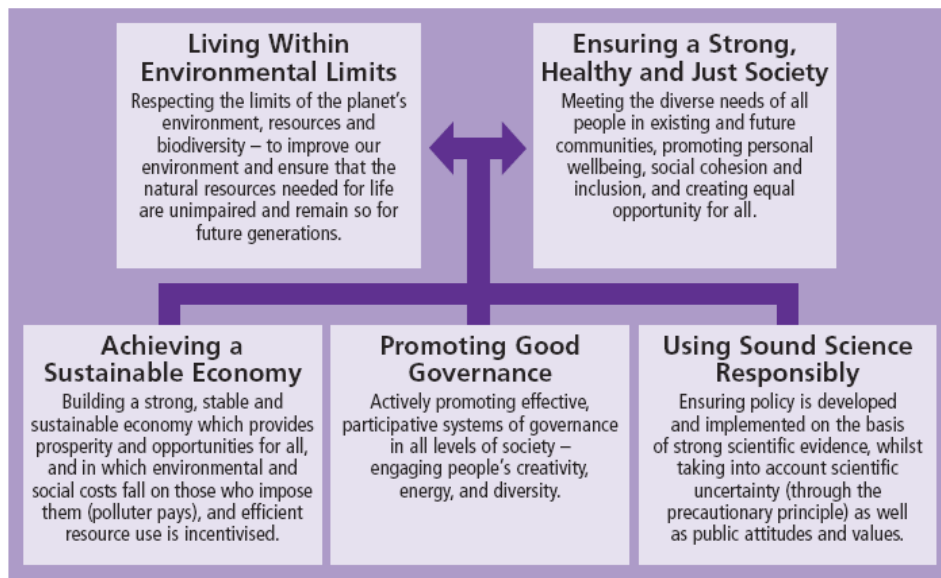 Living Within
Environmental Limits
Respecting the limits of the planet's
environment, resources and
biodiversity – to improve our
environment and ensure that the
natural resources needed for life
are unimpaired and remain so for
future generations.
Ensuring a Strong,
Healthy and Just Society
Meeting the diverse needs of all
people in existing and future
communities, promoting personal
wellbeing, social cohesion and
inclusion, and creating equal
opportunity for all.
Achieving a
Sustainable Economy
Building a strong, stable and
sustainable economy which provides
prosperity and opportunities for all,
and in which environmental and
social costs fall on those who impose
them (polluter pays), and efficient
resource use is incentivised.
Promoting Good
Governance
Actively promoting effective,
participative systems of governance
in all levels of society –
engaging people's creativity,
energy, and diversity.
Using Sound Science
Responsibly
Ensuring policy is developed
and implemented on the basis
of strong scientific evidence, whilst
taking into account scientific
uncertainty (through the
precautionary principle) as well
as public attitudes and values.